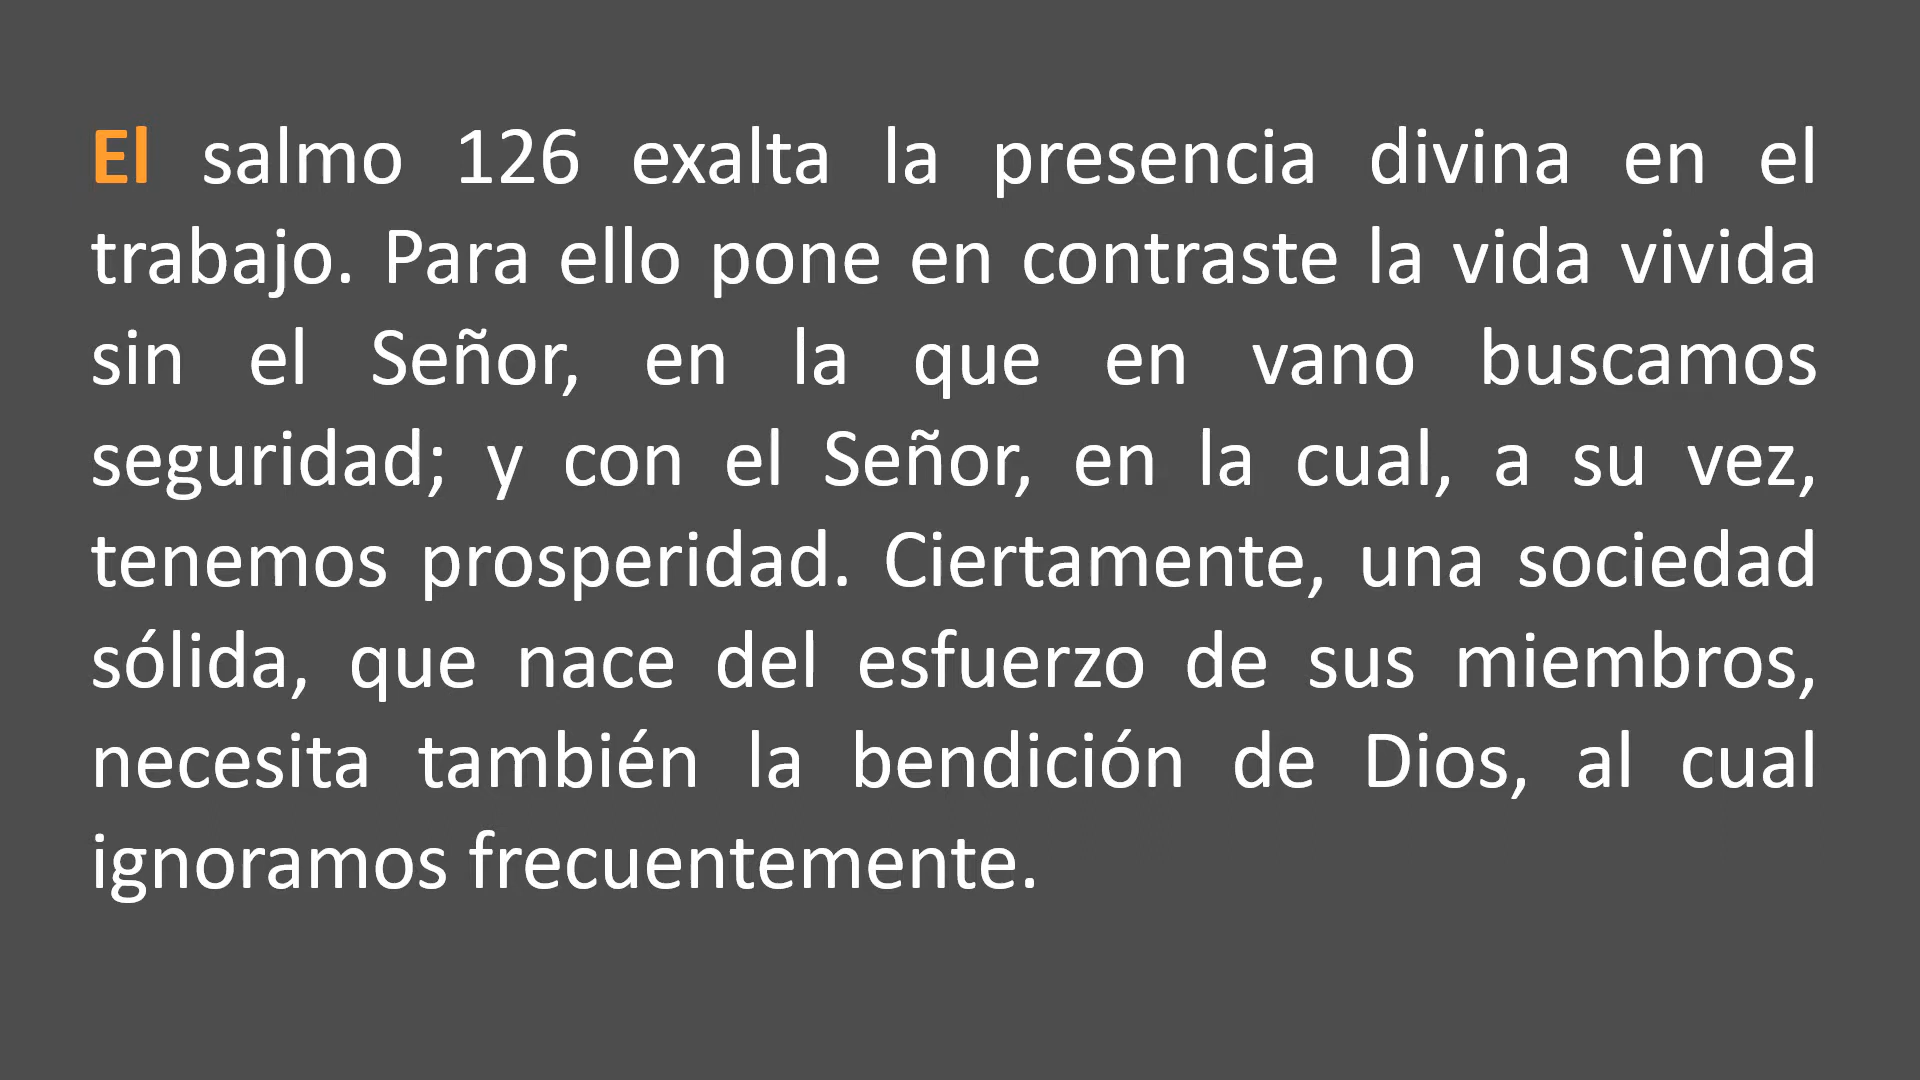 El salmo 126 exalta la presencia divina en el
trabajo. Para ello pone en contraste la vida vivida
sin el Señor, en la que en vano buscamos
seguridad; y con el Señor, en la cual, a su vez,
tenemos prosperidad. Ciertamente, una sociedad
sólida, que nace del esfuerzo de sus miembros,
necesita también la bendición de Dios, al cual
ignoramos frecuentemente.